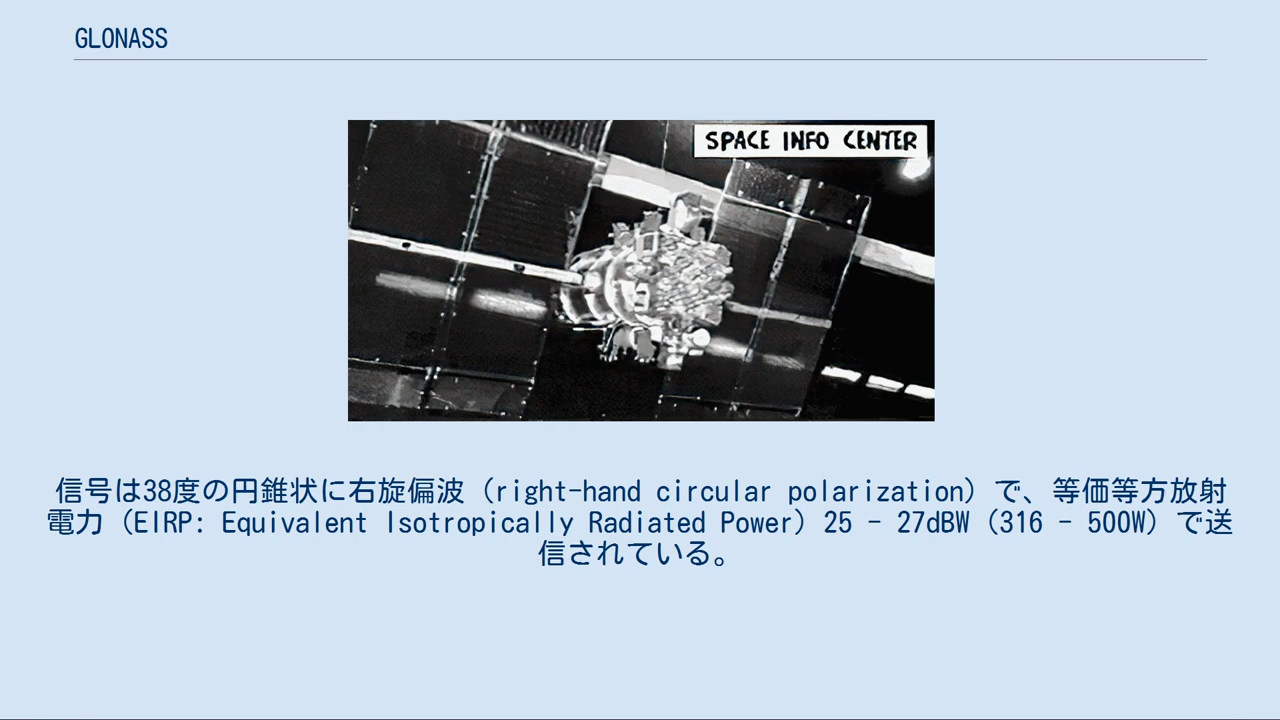 GLONASS
SPACE INFO CENTER
信号は38度の円錐状に右旋偏波（right-hand circular polarization）で、等価等方放射
電力（EIRP: Equivalent Isotropically Radiated Power）25 - 27dBW（316 - 500W）で送
信されている。